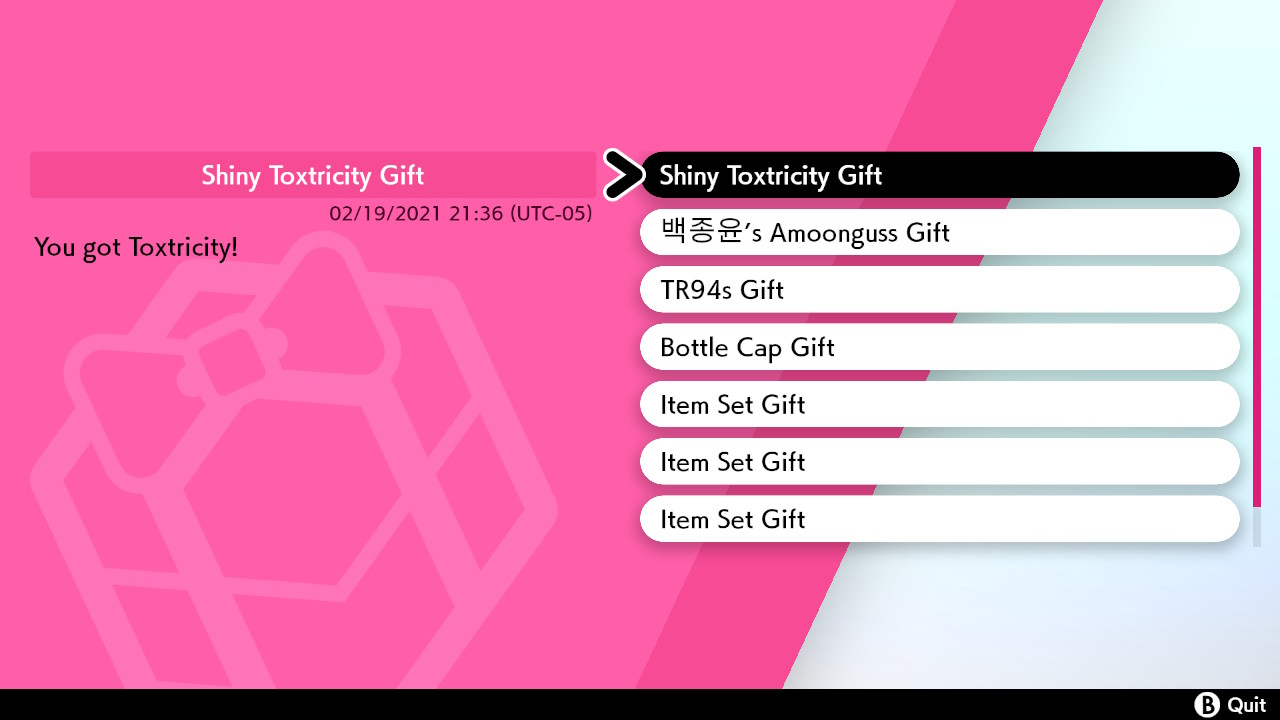 Shiny Toxtricity Gift
02/19/2021 21:36 (UTC-05)
You got Toxtricity!
Shiny Toxtricity Gift
백종윤's Amoonguss Gift
TR94s Gift
Bottle Cap Gift
Item Set Gift
Item Set Gift
Item Set Gift
B Quit